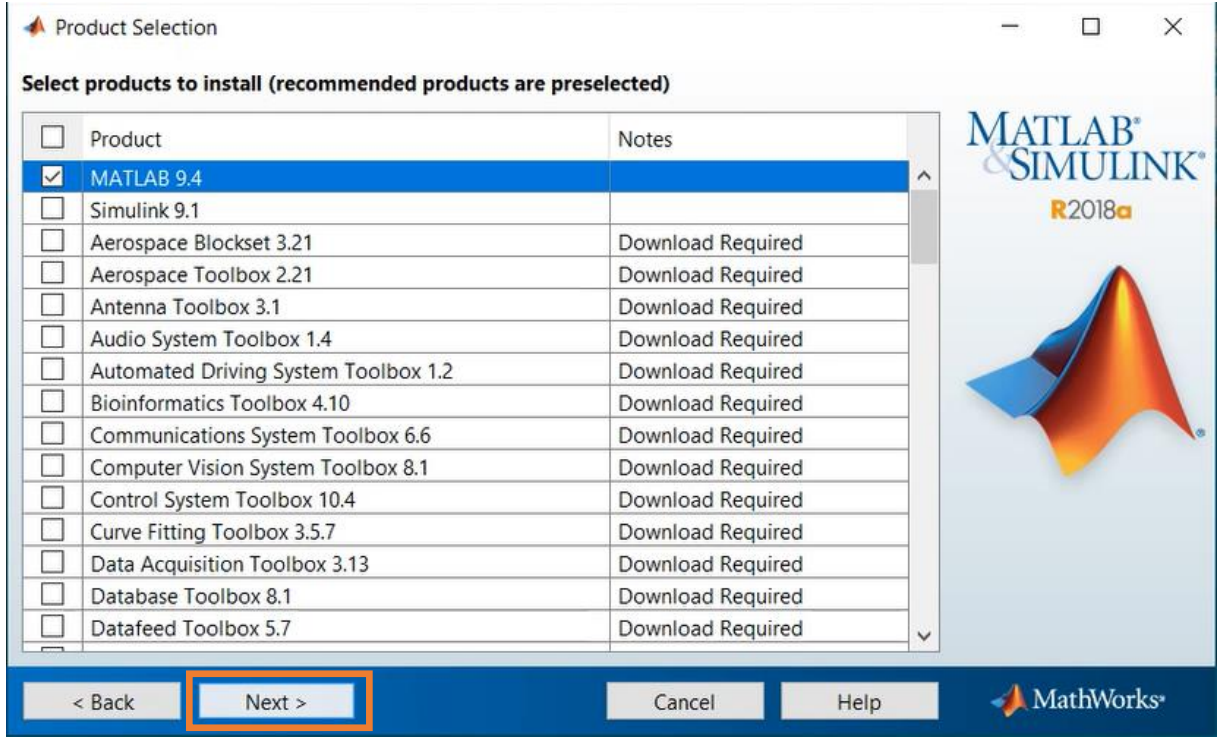 Product Selection
Select products to install (recommended products are preselected)
Product Notes
MATLAB 9.4
Simulink 9.1
Aerospace Blockset 3.21 Download Required
Aerospace Toolbox 2.21 Download Required
Antenna Toolbox 3.1 Download Required
Audio System Toolbox 1.4 Download Required
Automated Driving System Toolbox 1.2 Download Required
Bioinformatics Toolbox 4.10 Download Required
Communications System Toolbox 6.6 Download Required
Computer Vision System Toolbox 8.1 Download Required
Control System Toolbox 10.4 Download Required
Curve Fitting Toolbox 3.5.7 Download Required
Data Acquisition Toolbox 3.13 Download Required
Database Toolbox 8.1 Download Required
Datafeed Toolbox 5.7 Download Required
MATLAB®
&SIMULINK®
R2018a
®
< Back Next > Cancel Help MathWorks®